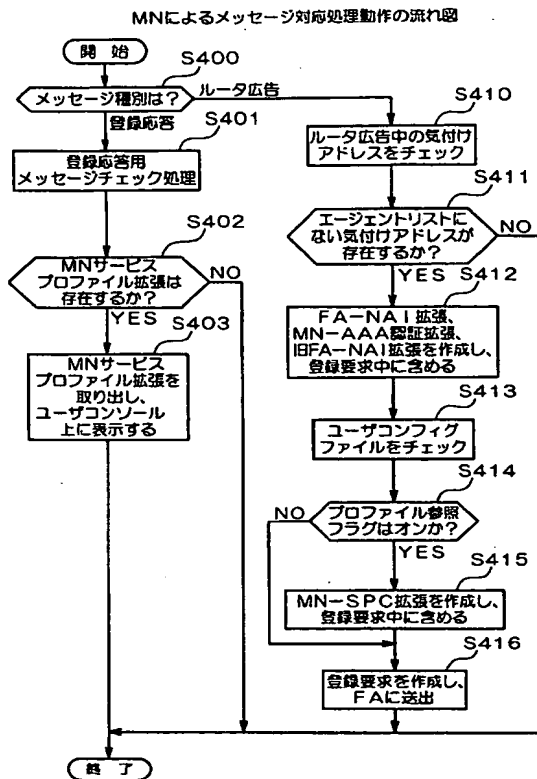 MNによるメッセージ対応処理動作の流れ図
開始
S400
メッセージ種別は?
ルータ広告
登録応答
S401
登録応答用
メッセージチェック処理
S402
MNサービス
プロファイル拡張は
存在するか?
NO
YES
S403
MNサービス
プロファイル拡張を
取り出し、
ユーザコンソール
上に表示する
S410
ルータ広告中の気付け
アドレスをチェック
S411
エージェントリストに
ない気付けアドレスが
存在するか?
NO
YES
S412
FA-NAI拡張、
MN-AAA認証拡張、
旧FA-NAI拡張を作成し、
登録要求中に含める
S413
ユーザコンフィグ
ファイルをチェック
S414
NO
プロファイル参照
フラグはオンか?
YES
S415
MN-SPC拡張を作成し、
登録要求中に含める
S416
登録要求を作成し、
FAに送出
終了